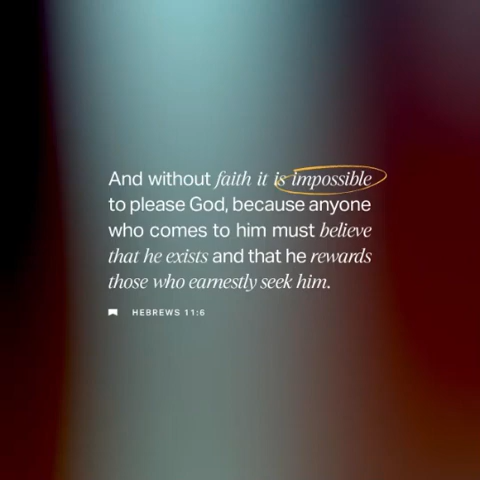 And without faith it is impossible
to please God, because anyone
who comes to him must believe
that he exists and that he rewards
those who earnestly seek him.
HEBREWS 11:6